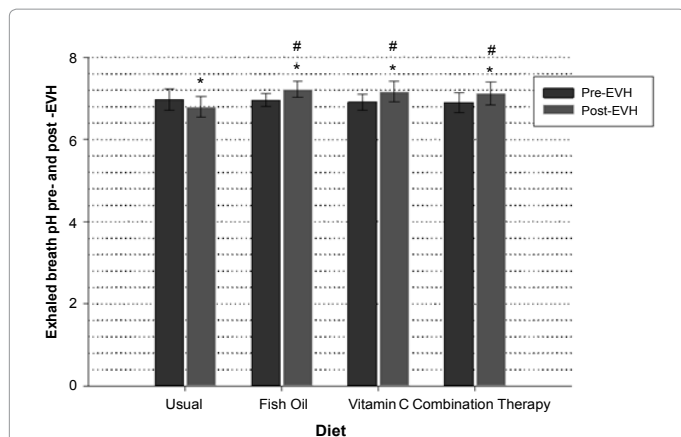 8
6
4
2
0
Exhaled breath pH pre- and post -EVH
*
#
*
#
*
#
*
Pre-EVH
Post-EVH
Usual Fish Oil Vitamin C Combination Therapy
Diet